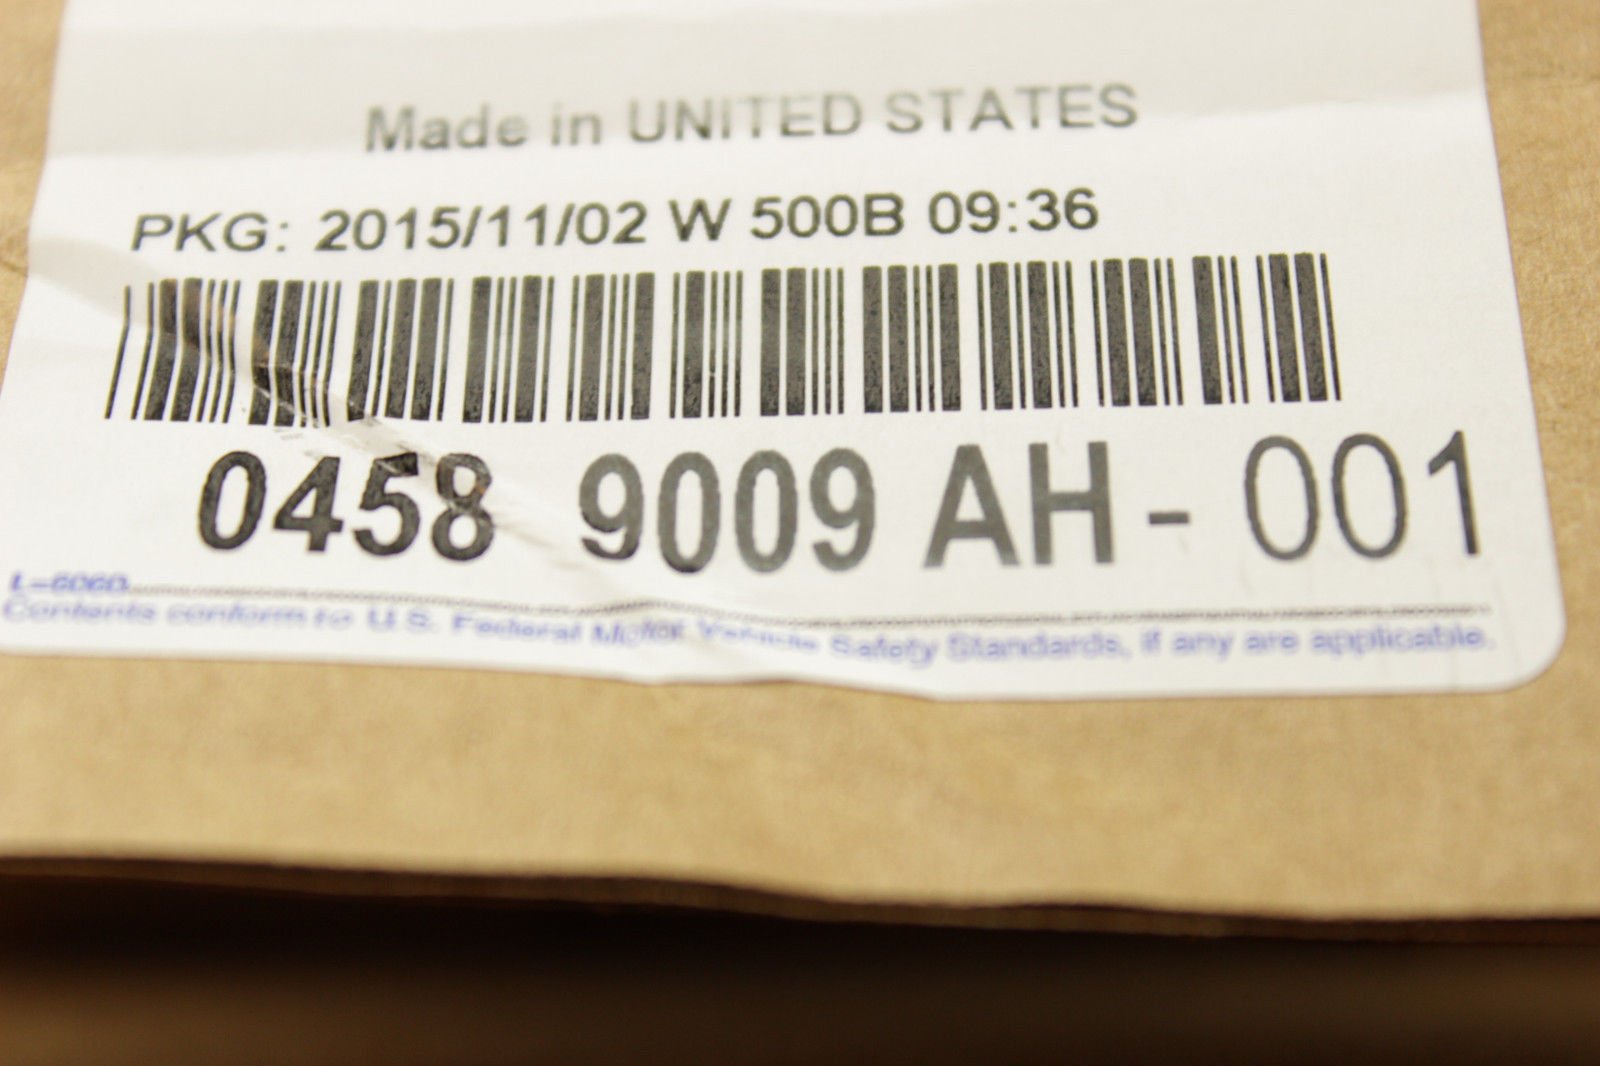 Made in UNITED STATES
PKG: 2015/11/02 W 500B 09:36
0458 9009 AH - 001
L-6060
Contents conform to U.S. Federal Motor Vehicle Safety Standards, if any are applicable.